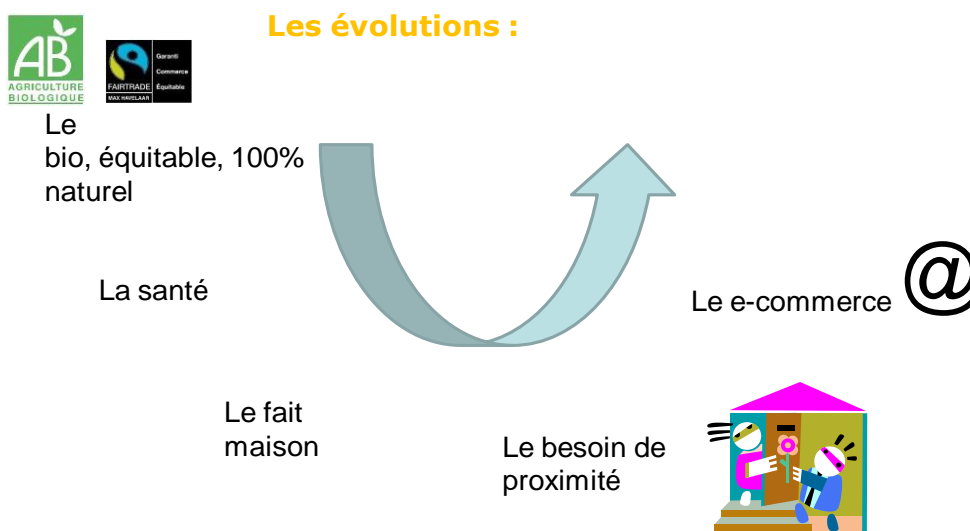 Les évolutions :
AB
AGRICULTURE
BIOLOGIQUE
FAIRTRADE
MAX HAVELAAR
Garanti
Commerce
Équitable
Le
bio, équitable, 100%
naturel
La santé
Le e-commerce @
Le fait
maison
Le besoin de
proximité